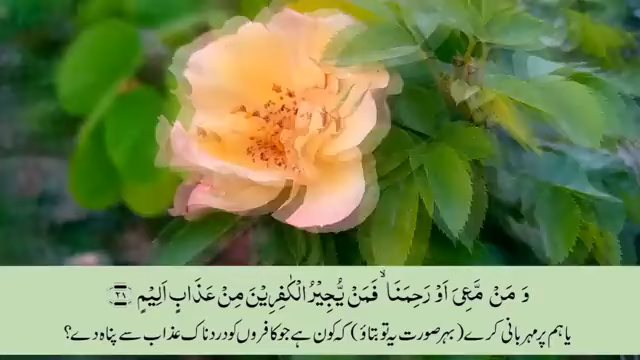 وَ مَنْ مَّعِیَ اَوْ رَحِمَنَا ۙ فَمَنْ یُّجِیْرُ الْكٰفِرِیْنَ مِنْ عَذَابٍ اَلِیْمٍ ﴿۲۸﴾
یا ہم پر مہربانی کرے (بہر صورت یہ تو بتاؤ) کہ کون ہے جو کافروں کو دردناک عذاب سے پناہ دے؟